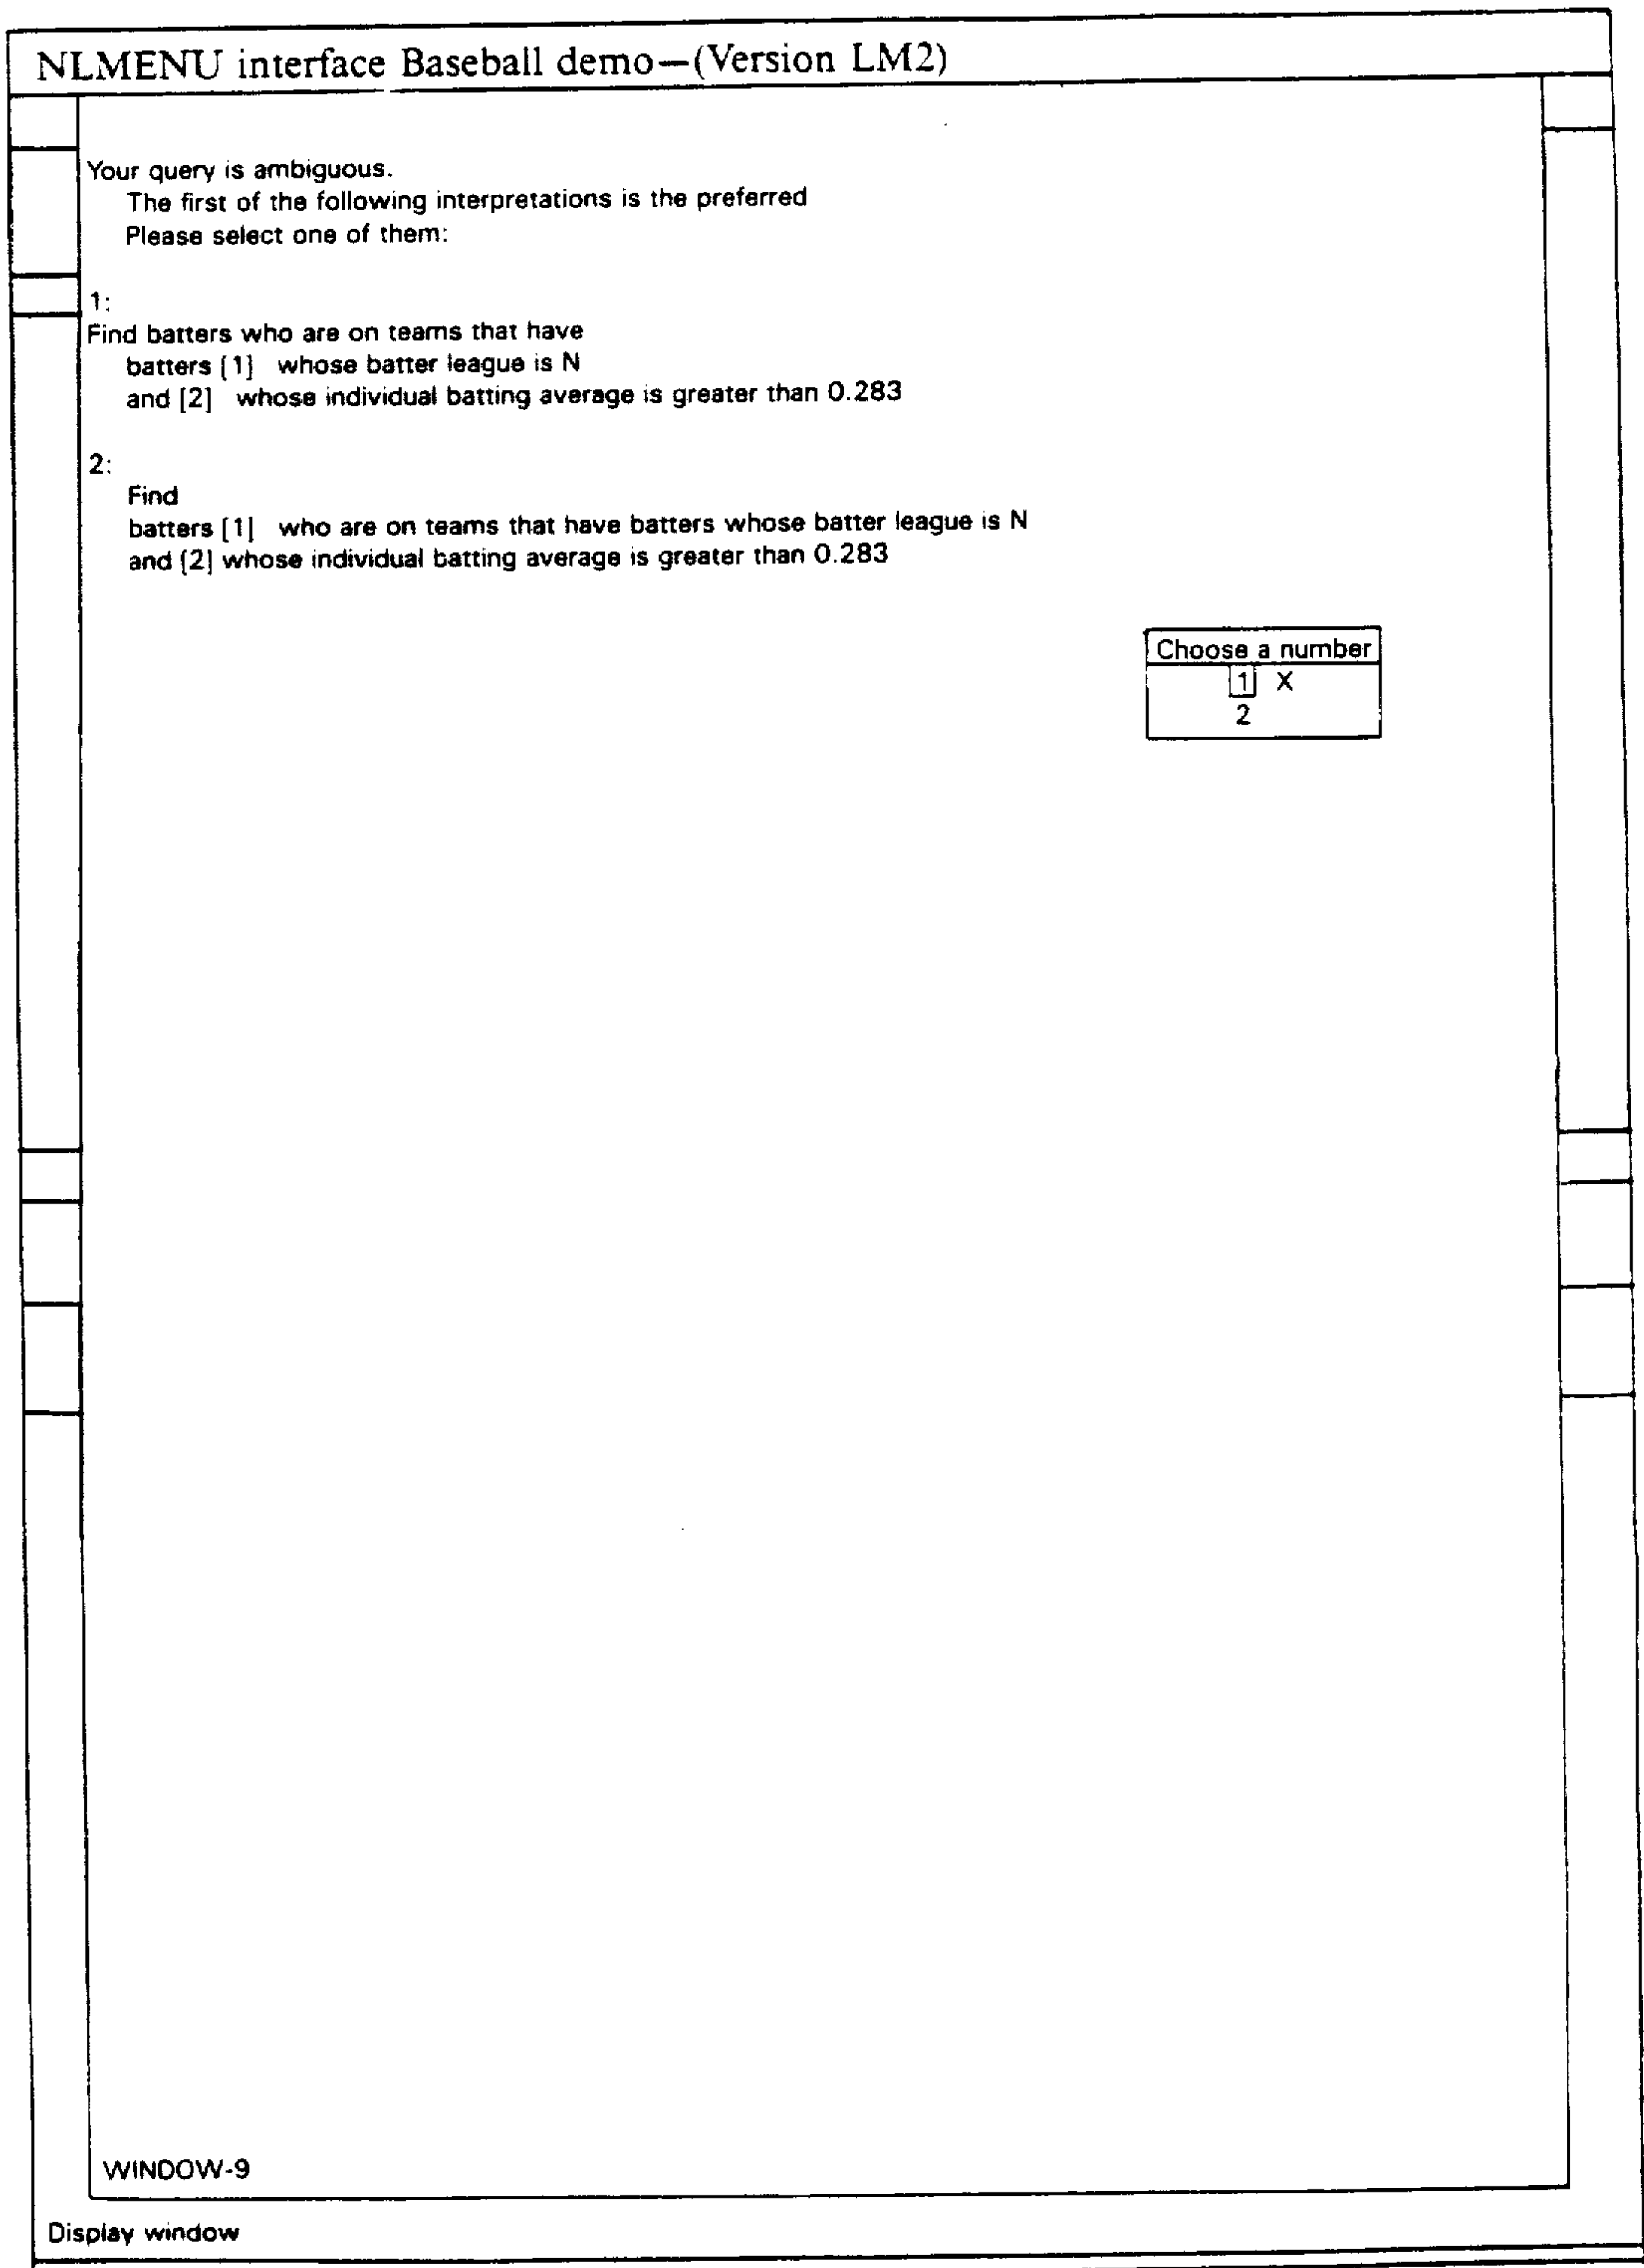 NLMENU interface Baseball demo—(Version LM2)
Your query is ambiguous.
The first of the following interpretations is the preferred
Please select one of them:
1:
Find batters who are on teams that have
batters [1] whose batter league is N
and [2] whose individual batting average is greater than 0.283
2:
Find
batters [1] who are on teams that have batters whose batter league is N
and [2] whose individual batting average is greater than 0.283
Choose a number
1 X
2
WINDOW-9
Display window